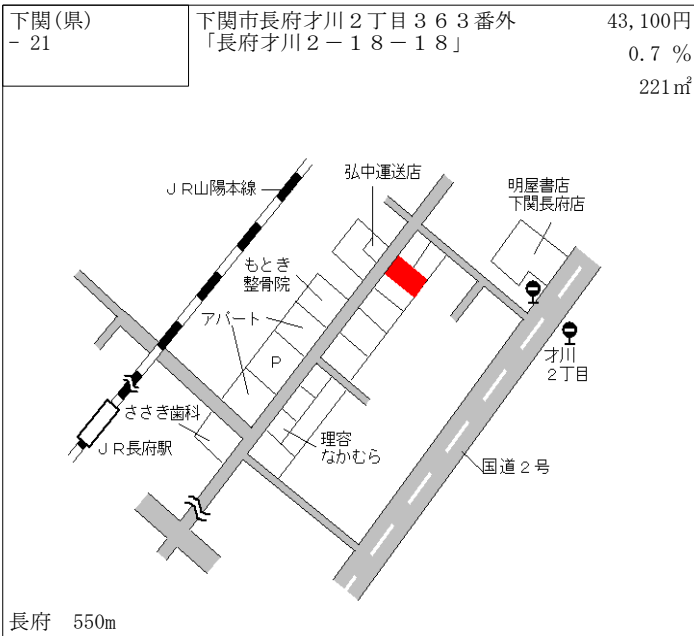 下関(県)
- 21
下関市長府才川２丁目３６３番外
「長府才川２－１８－１８」
43,100円
0.7 %
221㎡
ＪＲ山陽本線
弘中運送店
明屋書店
下関長府店
もとき
整骨院
アパート
Ｐ
才川
２丁目
ささぎ歯科
ＪＲ長府駅
理容
なかむら
国道２号
長府　550m